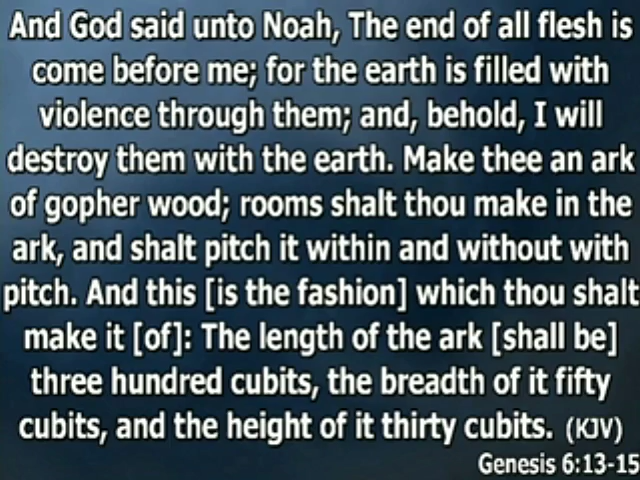 And God said unto Noah, The end of all flesh is
come before me; for the earth is filled with
violence through them; and, behold, I will
destroy them with the earth. Make thee an ark
of gopher wood; rooms shalt thou make in the
ark, and shalt pitch it within and without with
pitch. And this [is the fashion] which thou shalt
make it [of]: The length of the ark [shall be]
three hundred cubits, the breadth of it fifty
cubits, and the height of it thirty cubits. (KJV)
Genesis 6:13-15